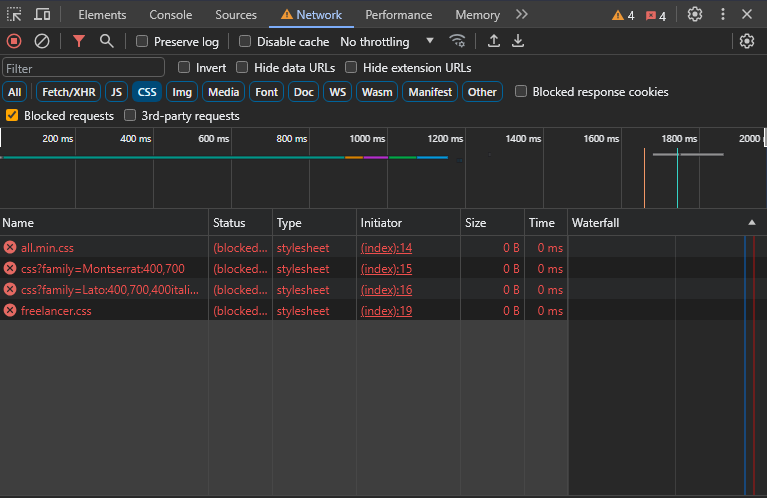 Elements Console Sources Network Performance Memory 4 4
Preserve log Disable cache No throttling
Filter Invert Hide data URLs Hide extension URLs
All Fetch/XHR JS CSS Img Media Font Doc WS Wasm Manifest Other Blocked response cookies
Blocked requests 3rd-party requests
200 ms 400 ms 600 ms 800 ms 1000 ms 1200 ms 1400 ms 1600 ms 1800 ms 2000
Name Status Type Initiator Size Time Waterfall
all.min.css (blocked... stylesheet (index):14 0 B 0 ms
css?family=Montserrat:400,700 (blocked... stylesheet (index):15 0 B 0 ms
css?family=Lato:400,700,400itali... (blocked... stylesheet (index):16 0 B 0 ms
freelancer.css (blocked... stylesheet (index):19 0 B 0 ms